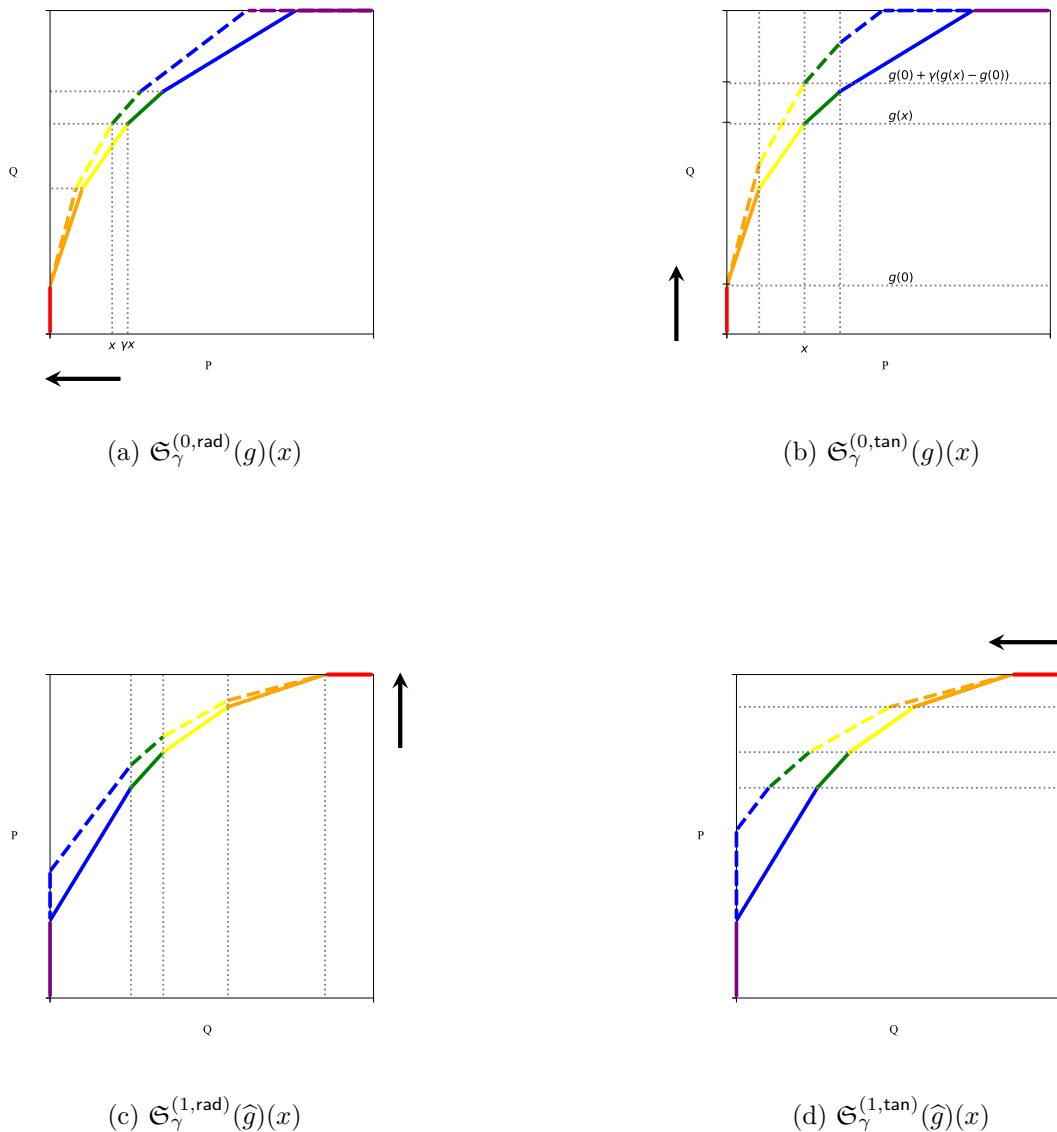 Q
x γx
P
(a) 𝔖_γ^{(0,rad)}(g)(x)
g(0) + γ(g(x) − g(0))
g(x)
Q
g(0)
x
P
(b) 𝔖_γ^{(0,tan)}(g)(x)
P
Q
(c) 𝔖_γ^{(1,rad)}(ĝ)(x)
P
Q
(d) 𝔖_γ^{(1,tan)}(ĝ)(x)